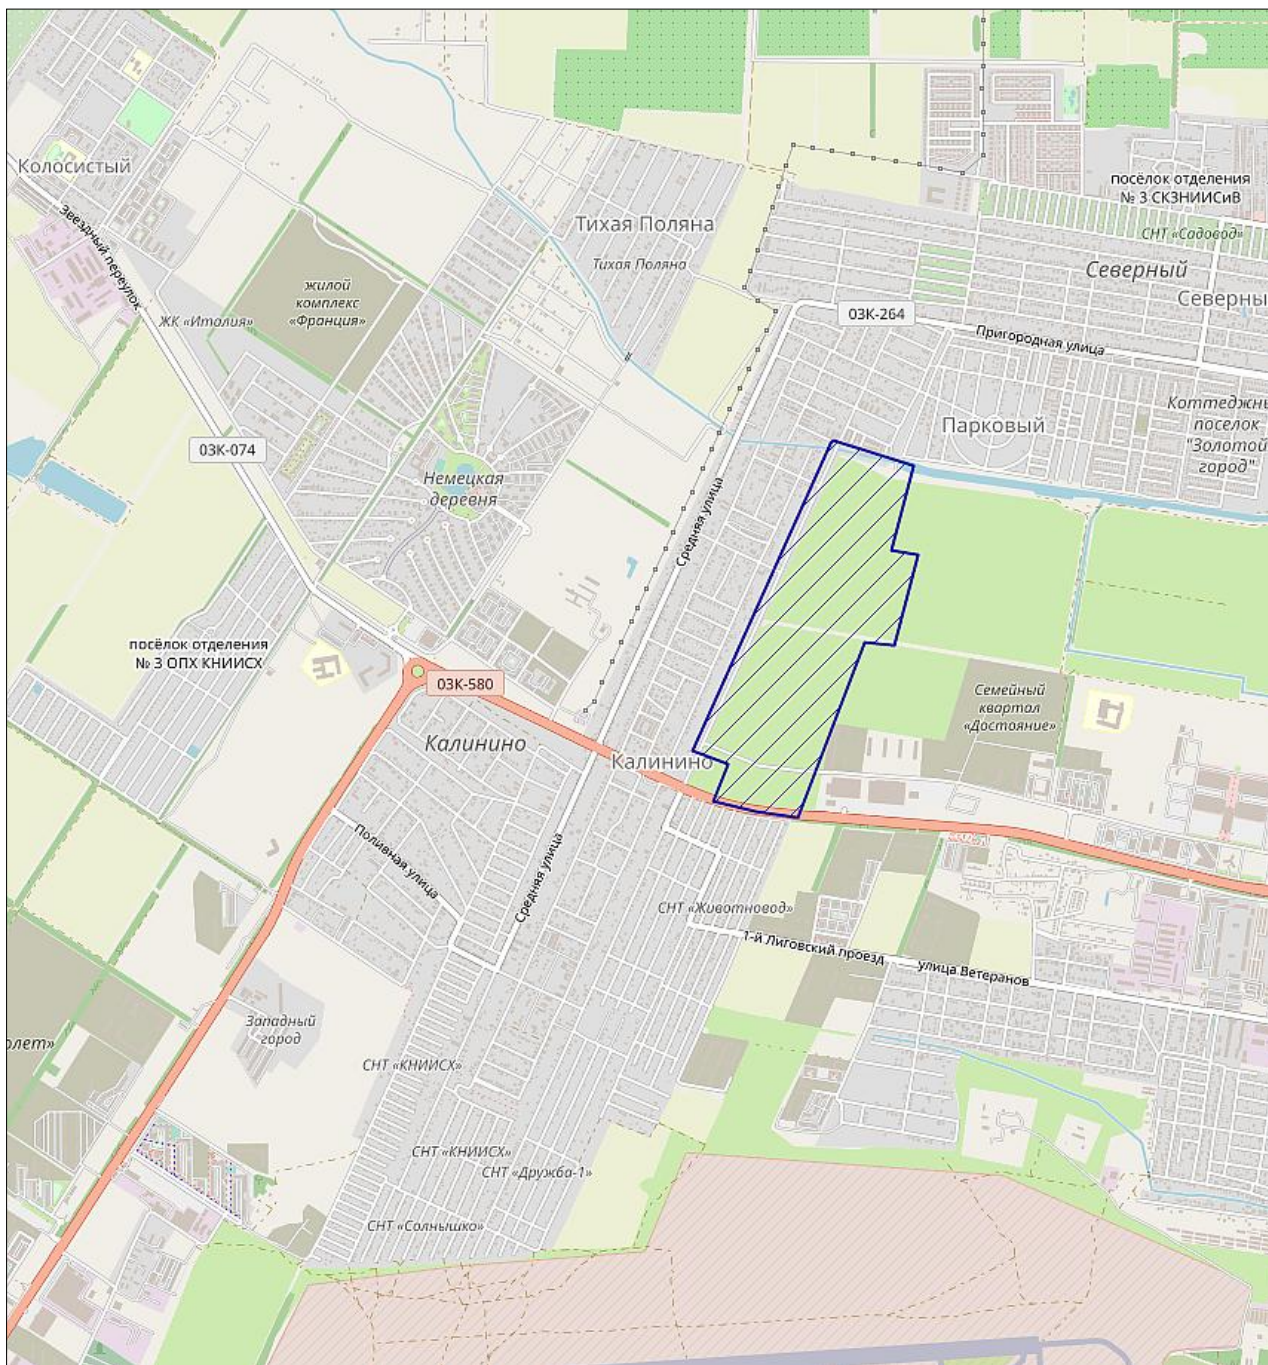 Колосистый
Звездный переулок
посёлок отделения
№ 3 СКЗНИИСиВ
СНТ «Садовод»
Тихая Поляна
Тихая Поляна
Северный
Северны
жилой
комплекс
«Франция»
ЖК «Италия»
03К-264
Пригородная улица
Коттеджны
поселок
"Золотой
город"
Парковый
03К-074
Немецкая
деревня
Средняя улица
посёлок отделения
№ 3 ОПХ КНИИСХ
03К-580
Семейный
квартал
«Достояние»
Калинино
Калинино
Поливная улица
Средняя улица
СНТ «Животновод»
1-й Лиговский проезд
улица Ветеранов
Западный
город
олет»
СНТ «КНИИСХ»
СНТ «КНИИСХ»
СНТ «Дружба-1»
СНТ «Солнышко»